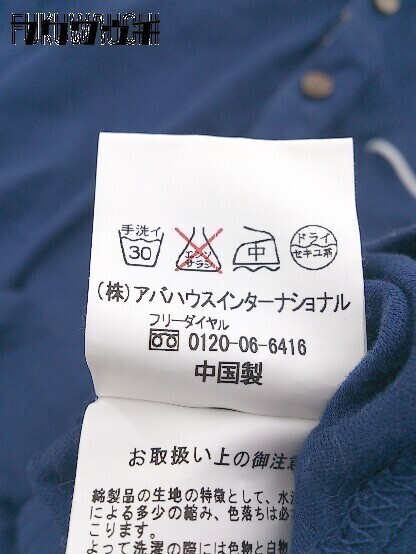 FUKUWAUCHI
フクウチ
手洗イ
30
エンソ
サラシ
中
ドライ
セキユ系
(株)アバハウスインターナショナル
フリーダイヤル
0120-06-6416
中国製
お取扱い上の御注意
綿製品の生地の特徴として、水
による多少の縮み、色落ちは必
こります。
よって洗濯の際には色物と白物